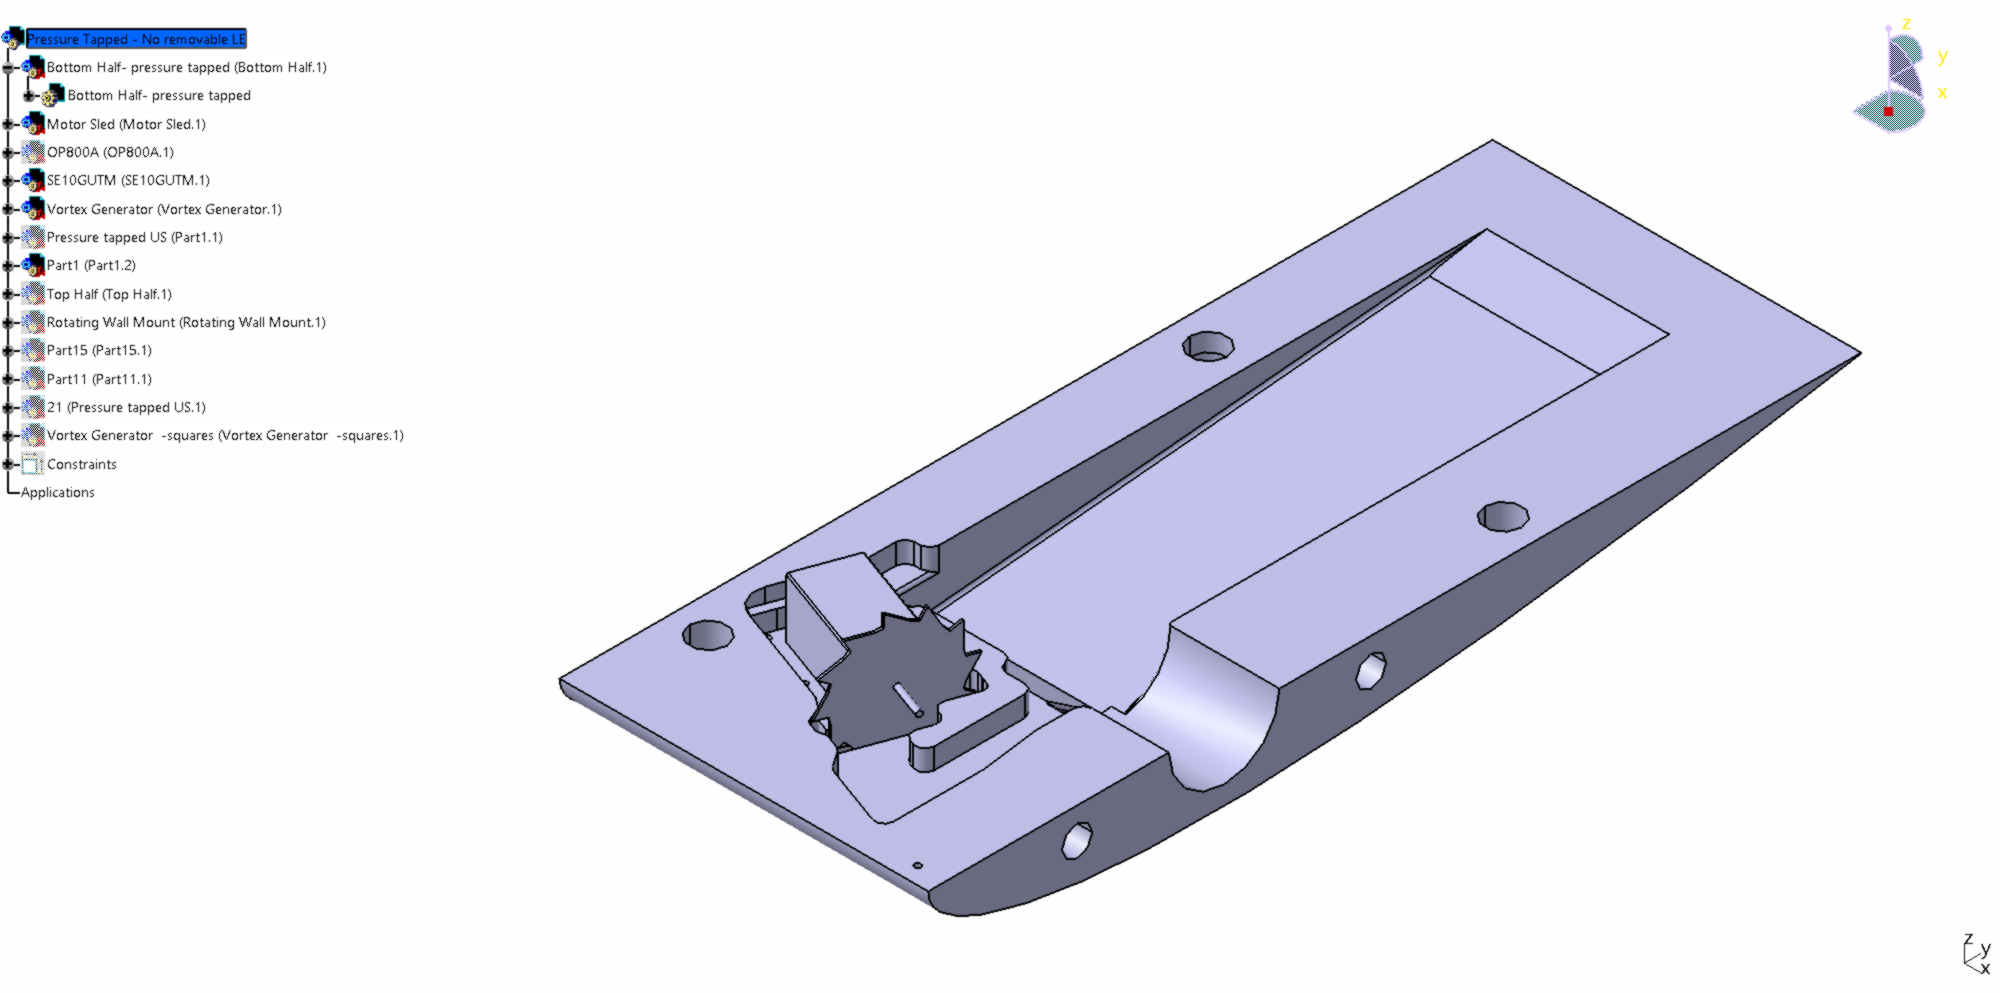 Pressure Tapped - No removable LE
Bottom Half- pressure tapped (Bottom Half.1)
Bottom Half- pressure tapped
Motor Sled (Motor Sled.1)
OP800A (OP800A.1)
SE10GUTM (SE10GUTM.1)
Vortex Generator (Vortex Generator.1)
Pressure tapped US (Part1.1)
Part1 (Part1.2)
Top Half (Top Half.1)
Rotating Wall Mount (Rotating Wall Mount.1)
Part15 (Part15.1)
Part11 (Part11.1)
21 (Pressure tapped US.1)
Vortex Generator  -squares (Vortex Generator  -squares.1)
Constraints
Applications
z
y
x
z
y
x